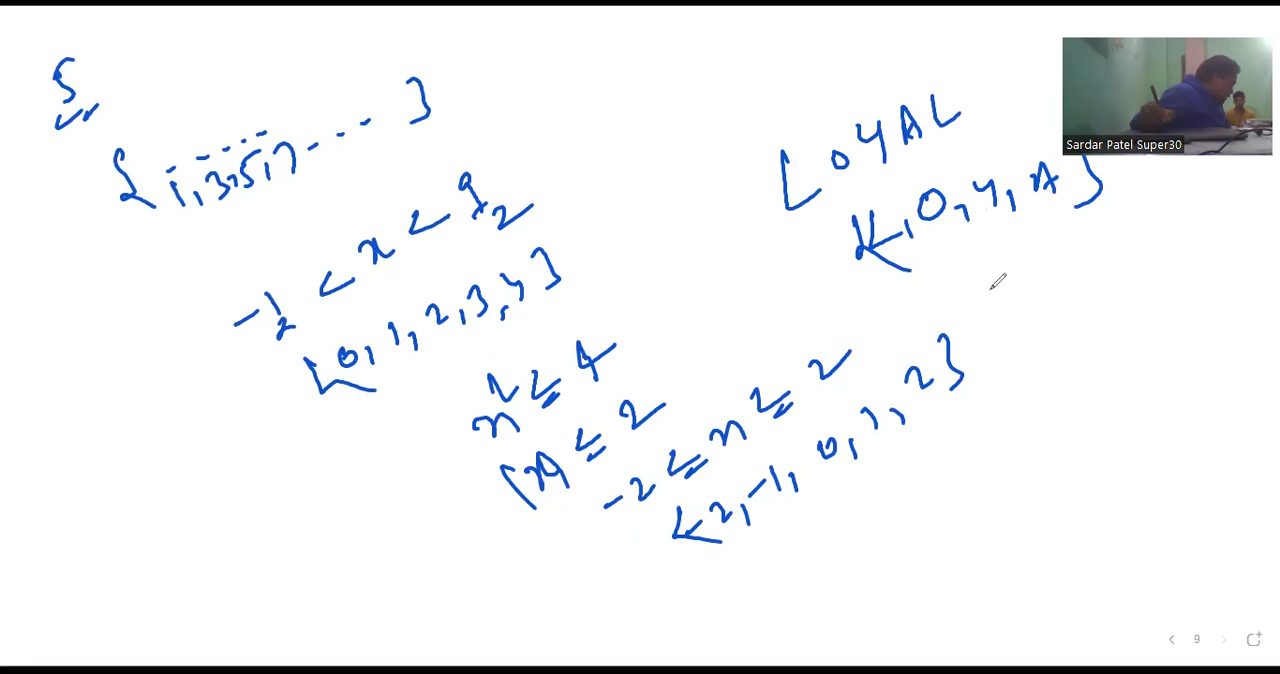 5
{1,3,5,7...}
-1/2 < x < 9/2
{0,1,2,3,4}
x² ≤ 4
|x| ≤ 2
-2 ≤ x ≤ 2
{-2,-1,0,1,2}
LOYAL
{L,O,Y,A}
Sardar Patel Super30
9